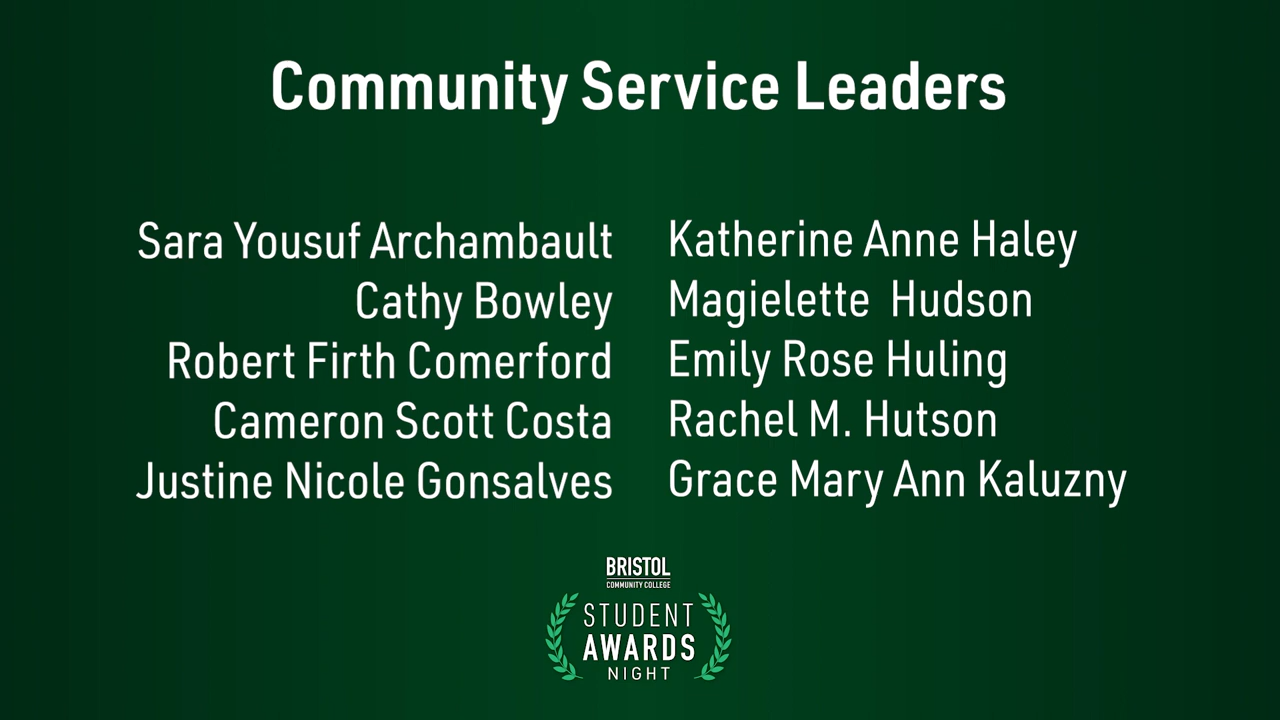 Community Service Leaders
Sara Yousuf Archambault
Cathy Bowley
Robert Firth Comerford
Cameron Scott Costa
Justine Nicole Gonsalves
Katherine Anne Haley
Magielette  Hudson
Emily Rose Huling
Rachel M. Hutson
Grace Mary Ann Kaluzny
BRISTOL
COMMUNITY COLLEGE
STUDENT
AWARDS
NIGHT